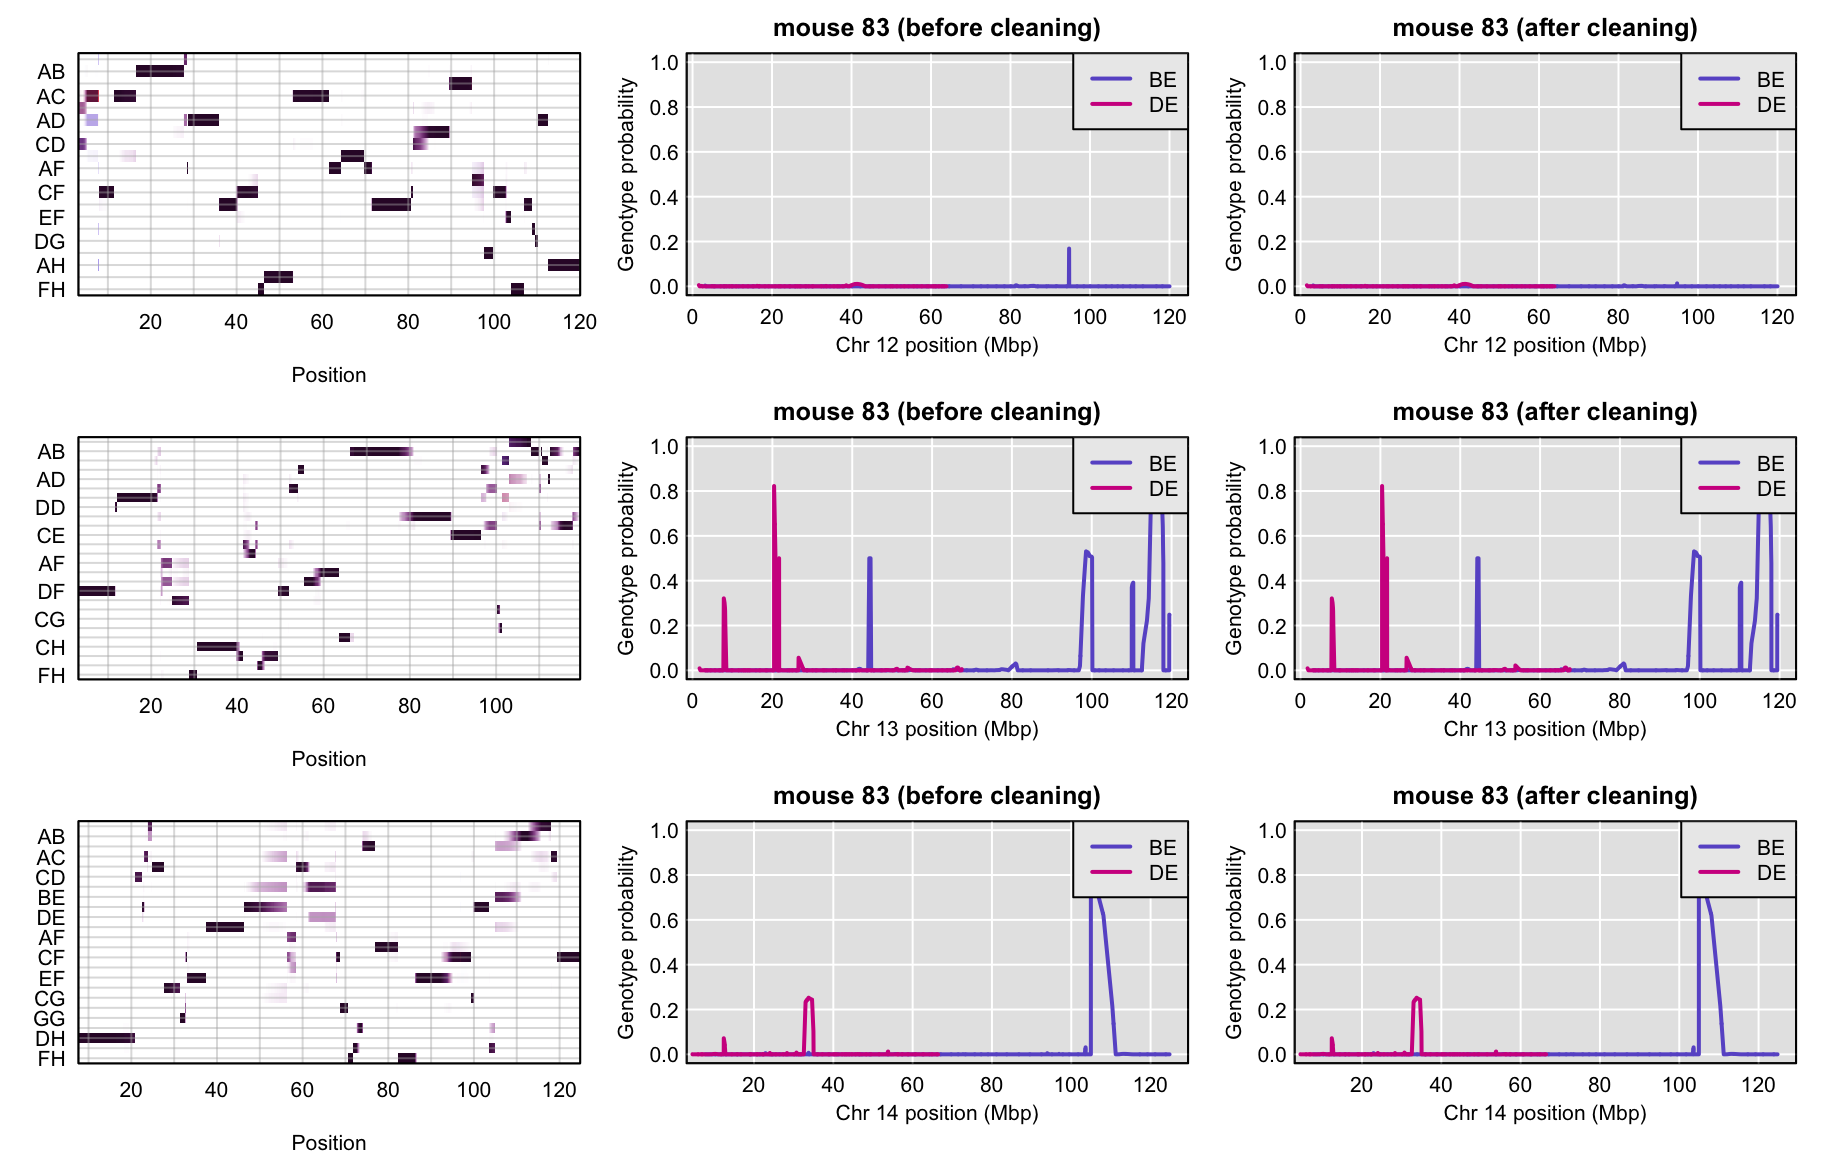 mouse 83 (before cleaning)
mouse 83 (after cleaning)
AB
AC
AD
CD
AF
CF
EF
DG
AH
FH
20 40 60 80 100 120
Position
Genotype probability
1.0
0.8
0.6
0.4
0.2
0.0
BE
DE
0 20 40 60 80 100 120
Chr 12 position (Mbp)
Genotype probability
1.0
0.8
0.6
0.4
0.2
0.0
BE
DE
0 20 40 60 80 100 120
Chr 12 position (Mbp)
mouse 83 (before cleaning)
mouse 83 (after cleaning)
AB
AD
DD
CE
AF
DF
CG
CH
FH
20 40 60 80 100
Position
Genotype probability
1.0
0.8
0.6
0.4
0.2
0.0
BE
DE
0 20 40 60 80 100 120
Chr 13 position (Mbp)
Genotype probability
1.0
0.8
0.6
0.4
0.2
0.0
BE
DE
0 20 40 60 80 100 120
Chr 13 position (Mbp)
mouse 83 (before cleaning)
mouse 83 (after cleaning)
AB
AC
CD
BE
DE
AF
CF
EF
CG
GG
DH
FH
20 40 60 80 100 120
Position
Genotype probability
1.0
0.8
0.6
0.4
0.2
0.0
BE
DE
20 40 60 80 100 120
Chr 14 position (Mbp)
Genotype probability
1.0
0.8
0.6
0.4
0.2
0.0
BE
DE
20 40 60 80 100 120
Chr 14 position (Mbp)